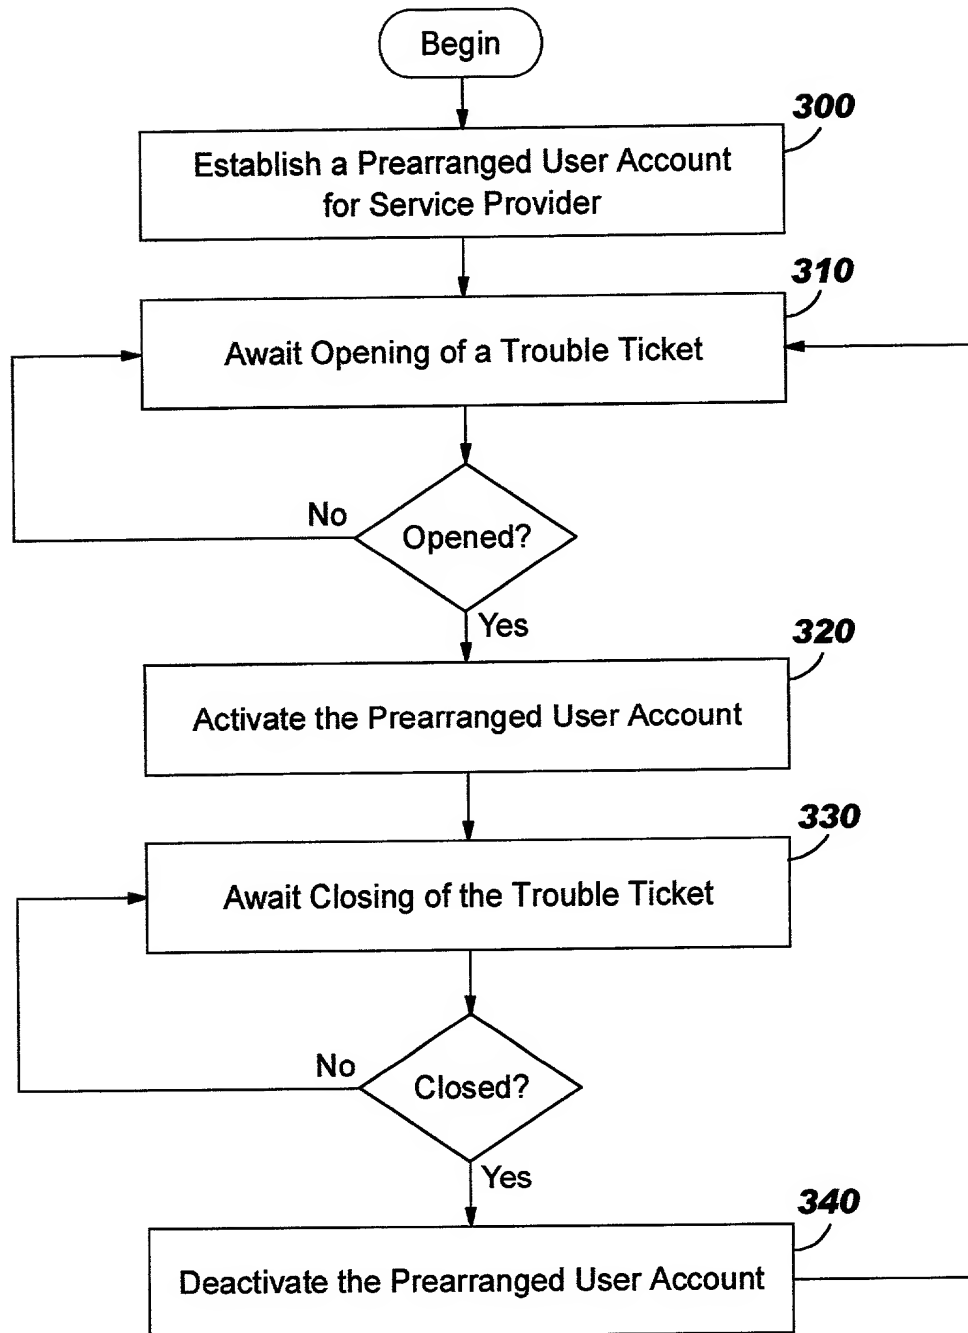 Begin
300
Establish a Prearranged User Account
for Service Provider
310
Await Opening of a Trouble Ticket
No
Opened?
Yes
320
Activate the Prearranged User Account
330
Await Closing of the Trouble Ticket
No
Closed?
Yes
340
Deactivate the Prearranged User Account